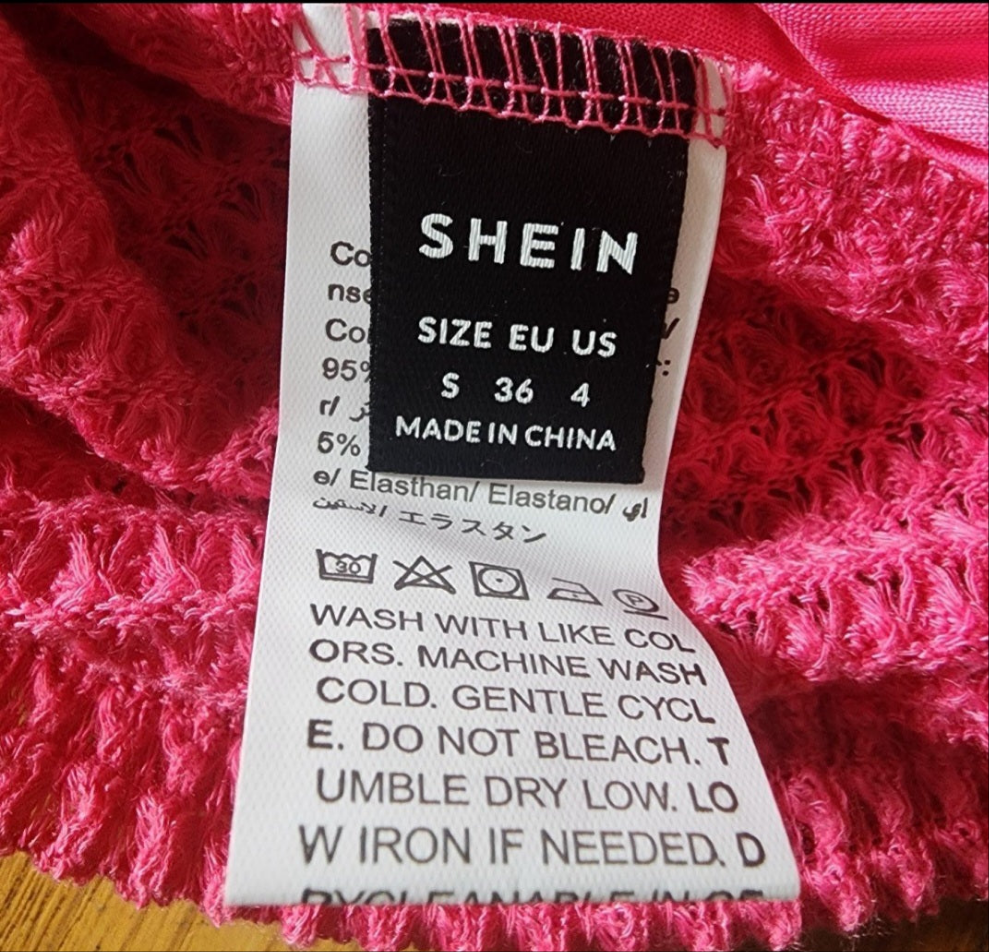 SHEIN
SIZE EU US
S 36 4
MADE IN CHINA
5%
e/ Elasthan/ Elastano/
エラスタン
30
P
WASH WITH LIKE COL
ORS. MACHINE WASH
COLD. GENTLE CYCL
E. DO NOT BLEACH. T
UMBLE DRY LOW. LO
W IRON IF NEEDED. D